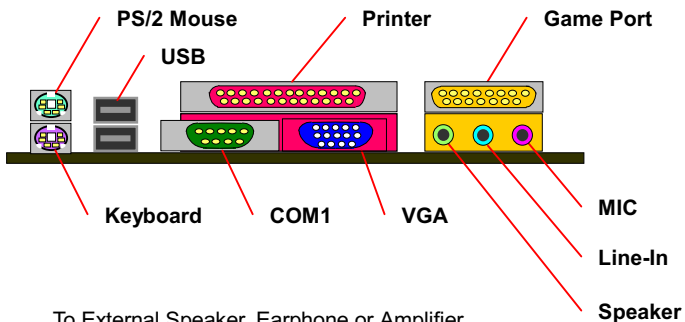 PS/2 Mouse
Printer
Game Port
USB
Keyboard
COM1
VGA
MIC
Line-In
Speaker
To External Speaker, Earphone or Amplifier